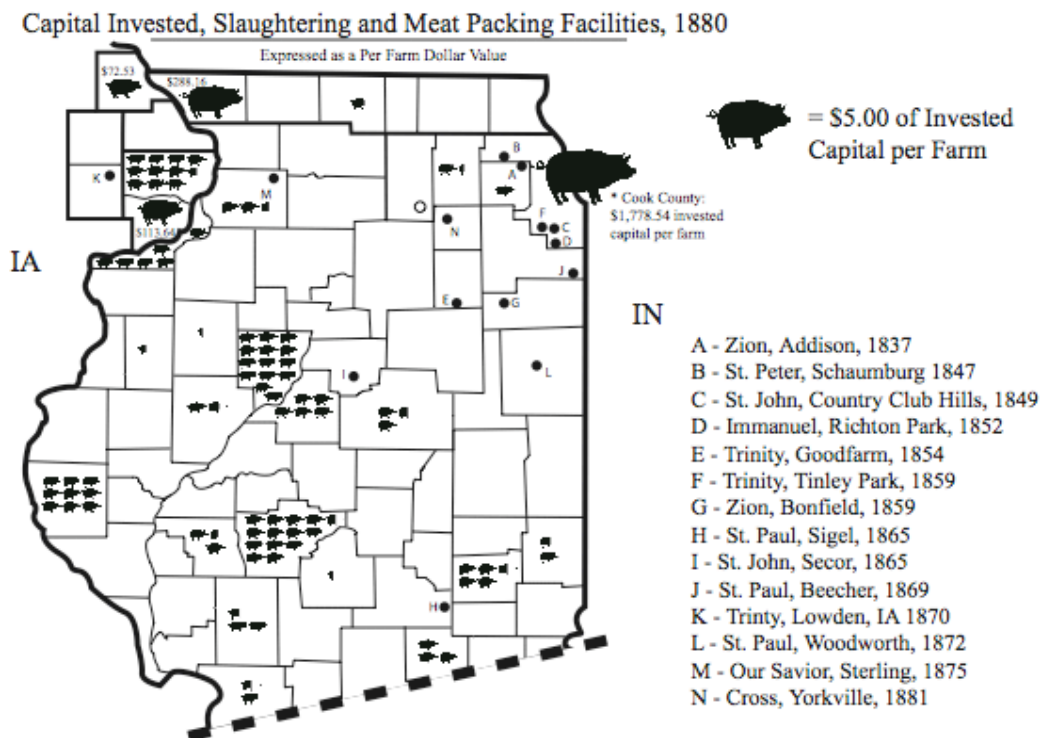 Capital Invested, Slaughtering and Meat Packing Facilities, 1880
Expressed as a Per Farm Dollar Value
$72.53
$288.16
= $5.00 of Invested
Capital per Farm
B
A
K
M
* Cook County:
$1,778.54 invested
capital per farm
F
C
N
D
$113.64
IA
J
E
G
IN
I
L
H
A - Zion, Addison, 1837
B - St. Peter, Schaumburg 1847
C - St. John, Country Club Hills, 1849
D - Immanuel, Richton Park, 1852
E - Trinity, Goodfarm, 1854
F - Trinity, Tinley Park, 1859
G - Zion, Bonfield, 1859
H - St. Paul, Sigel, 1865
I - St. John, Secor, 1865
J - St. Paul, Beecher, 1869
K - Trinty, Lowden, IA 1870
L - St. Paul, Woodworth, 1872
M - Our Savior, Sterling, 1875
N - Cross, Yorkville, 1881